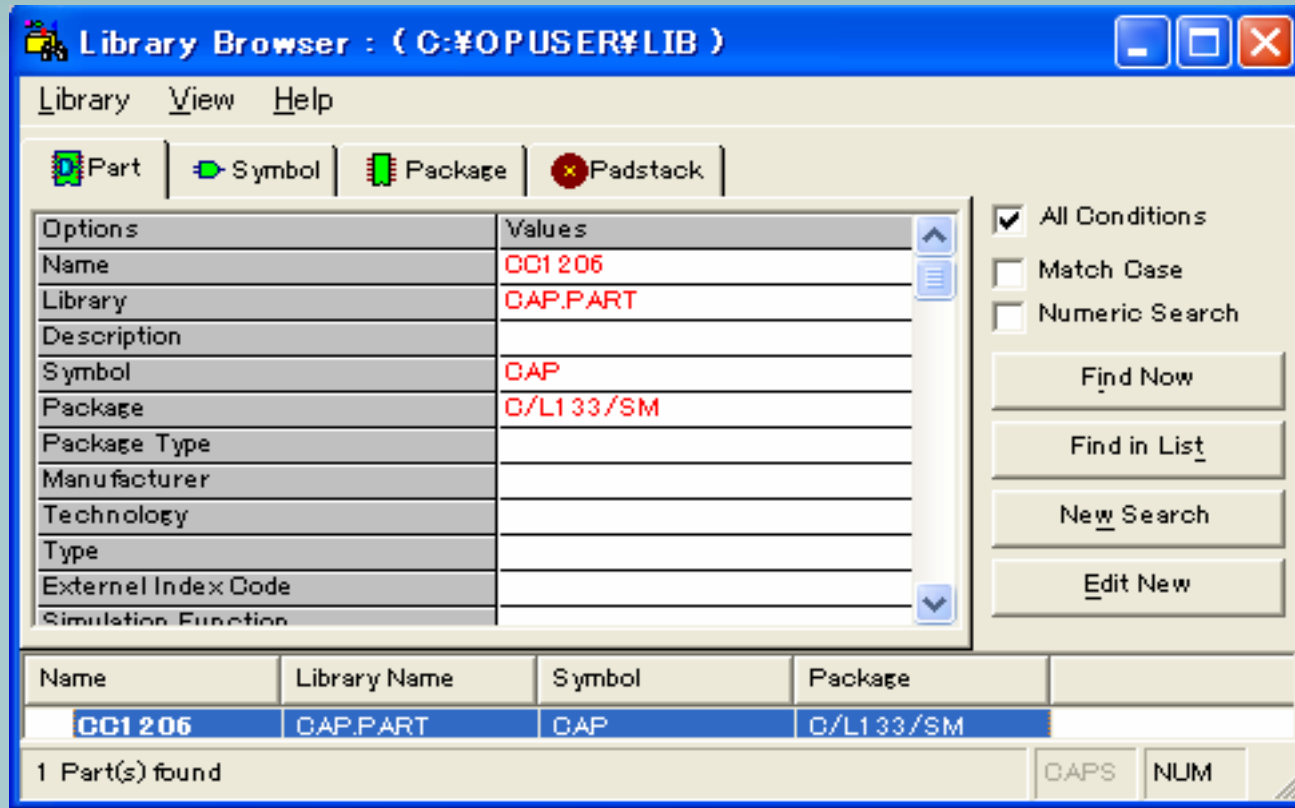 Library Browser : ( C:¥OPUSER¥LIB )
Library View Help
Part Symbol Package Padstack
Options Values
Name CC1206
Library CAP.PART
Description
Symbol CAP
Package C/L133/SM
Package Type
Manufacturer
Technology
Type
Externel Index Code
Simulation Function
All Conditions
Match Case
Numeric Search
Find Now
Find in List
New Search
Edit New
Name Library Name Symbol Package
CC1206 CAP.PART CAP C/L133/SM
1 Part(s) found CAPS NUM